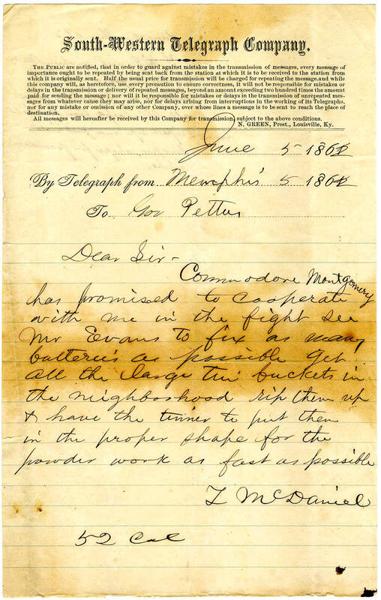 South-Western Telegraph Company.
THE PUBLIC are notified, that in order to guard against mistakes in the transmission of messages, every message of
importance ought to be repeated by being sent back from the station at which it is to be received to the station from
which it is originally sent. Half the usual price for transmission will be charged for repeating the message, and while
this company will, as heretofore, use every precaution to ensure correctness, it will not be responsible for mistakes or
delays in the transmission or delivery of repeated messages, beyond an amount exceeding two hundred times the amount
paid for sending the message; nor will it be responsible for mistakes or delays in the transmission of unrepeated messages
from whatever cause they may arise, nor for delays arising from interruptions in the working of its Telegraphs,
nor for any mistake or omission of any other Company, over whose lines a message is to be sent to reach the place of
destination.
All messages will hereafter be received by this Company for transmission, subject to the above conditions.
N. GREEN, Prest., Louisville, Ky.
June 5 1862
By Telegraph from Memphis 5 1862
To Gov Pettus
Dear Sir -
Commodore Montgomery
has promised to cooperate
with me in the fight see
Mr Evans to fix as many
batteries as possible Get
all the large tin buckets in
the neighborhood rip them up
& have the tinner to put them
in the proper shape for the
powder work as fast as possible
Z McDaniel
52 Cal